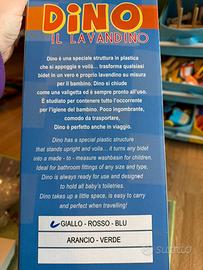 DiNO
IL LAVANDINO
Dino è una speciale struttura in plastica
che si appoggia e voilà... trasforma qualsiasi
bidet in un vero e proprio lavandino su misura
per il bambino. Dino si chiude
come una valigetta ed è sempre pronto all'uso.
E studiato per contenere tutto l'occorrente
per l'igiene del bambino. Poco ingombrante,
comodo da trasportare,
Dino è perfetto anche in viaggio.
Dino has a special plastic structure
that stands upright and voilà... it turns any bidet
into a made - to - measure washbasin for children.
Ideal for bathroom fittings of any size and type.
Dino is always ready for use and designed
to hold all baby's toiletries.
Dino takes up a little space, is easy to carry
and perfect when travelling!
GIALLO - ROSSO - BLU
ARANCIO - VERDE
subito